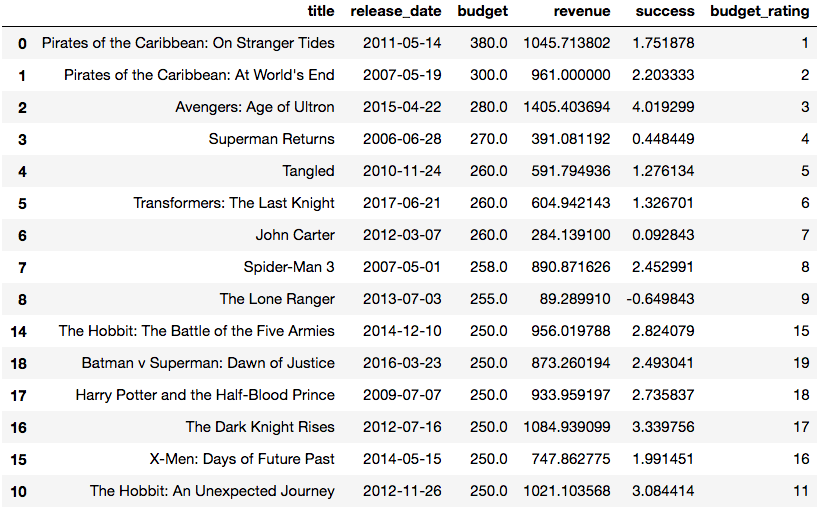 title release_date budget revenue success budget_rating
0 Pirates of the Caribbean: On Stranger Tides 2011-05-14 380.0 1045.713802 1.751878 1
1 Pirates of the Caribbean: At World's End 2007-05-19 300.0 961.000000 2.203333 2
2 Avengers: Age of Ultron 2015-04-22 280.0 1405.403694 4.019299 3
3 Superman Returns 2006-06-28 270.0 391.081192 0.448449 4
4 Tangled 2010-11-24 260.0 591.794936 1.276134 5
5 Transformers: The Last Knight 2017-06-21 260.0 604.942143 1.326701 6
6 John Carter 2012-03-07 260.0 284.139100 0.092843 7
7 Spider-Man 3 2007-05-01 258.0 890.871626 2.452991 8
8 The Lone Ranger 2013-07-03 255.0 89.289910 -0.649843 9
14 The Hobbit: The Battle of the Five Armies 2014-12-10 250.0 956.019788 2.824079 15
18 Batman v Superman: Dawn of Justice 2016-03-23 250.0 873.260194 2.493041 19
17 Harry Potter and the Half-Blood Prince 2009-07-07 250.0 933.959197 2.735837 18
16 The Dark Knight Rises 2012-07-16 250.0 1084.939099 3.339756 17
15 X-Men: Days of Future Past 2014-05-15 250.0 747.862775 1.991451 16
10 The Hobbit: An Unexpected Journey 2012-11-26 250.0 1021.103568 3.084414 11